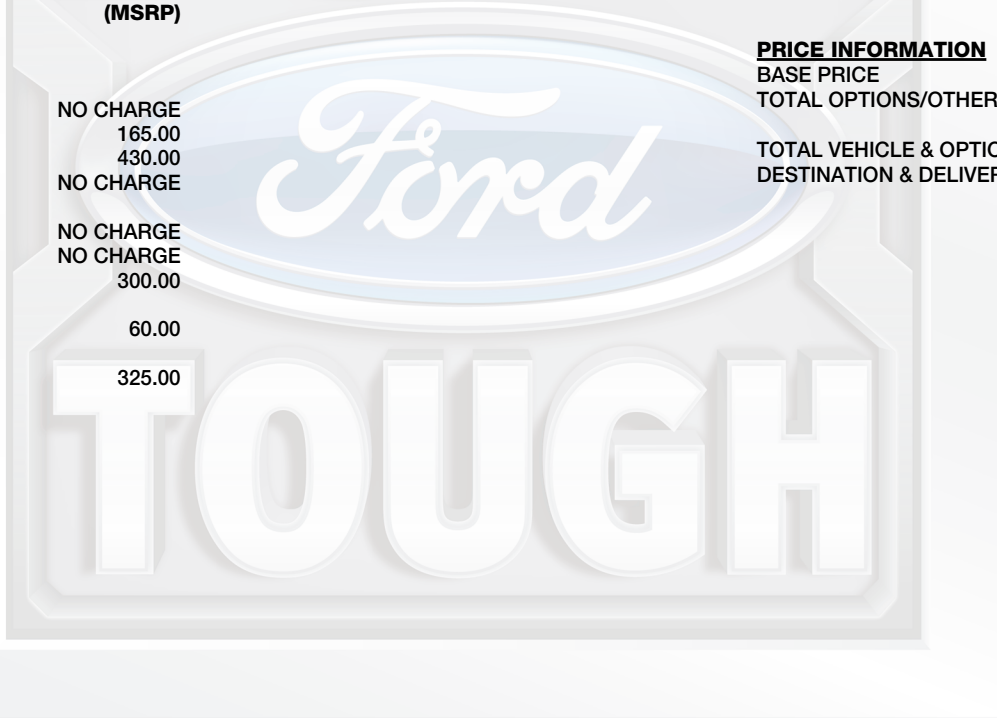 (MSRP)
NO CHARGE
165.00
430.00
NO CHARGE
NO CHARGE
NO CHARGE
300.00
60.00
325.00
PRICE INFORMATION
BASE PRICE
TOTAL OPTIONS/OTHER
TOTAL VEHICLE & OPTIO
DESTINATION & DELIVER
Ford
TOUGH